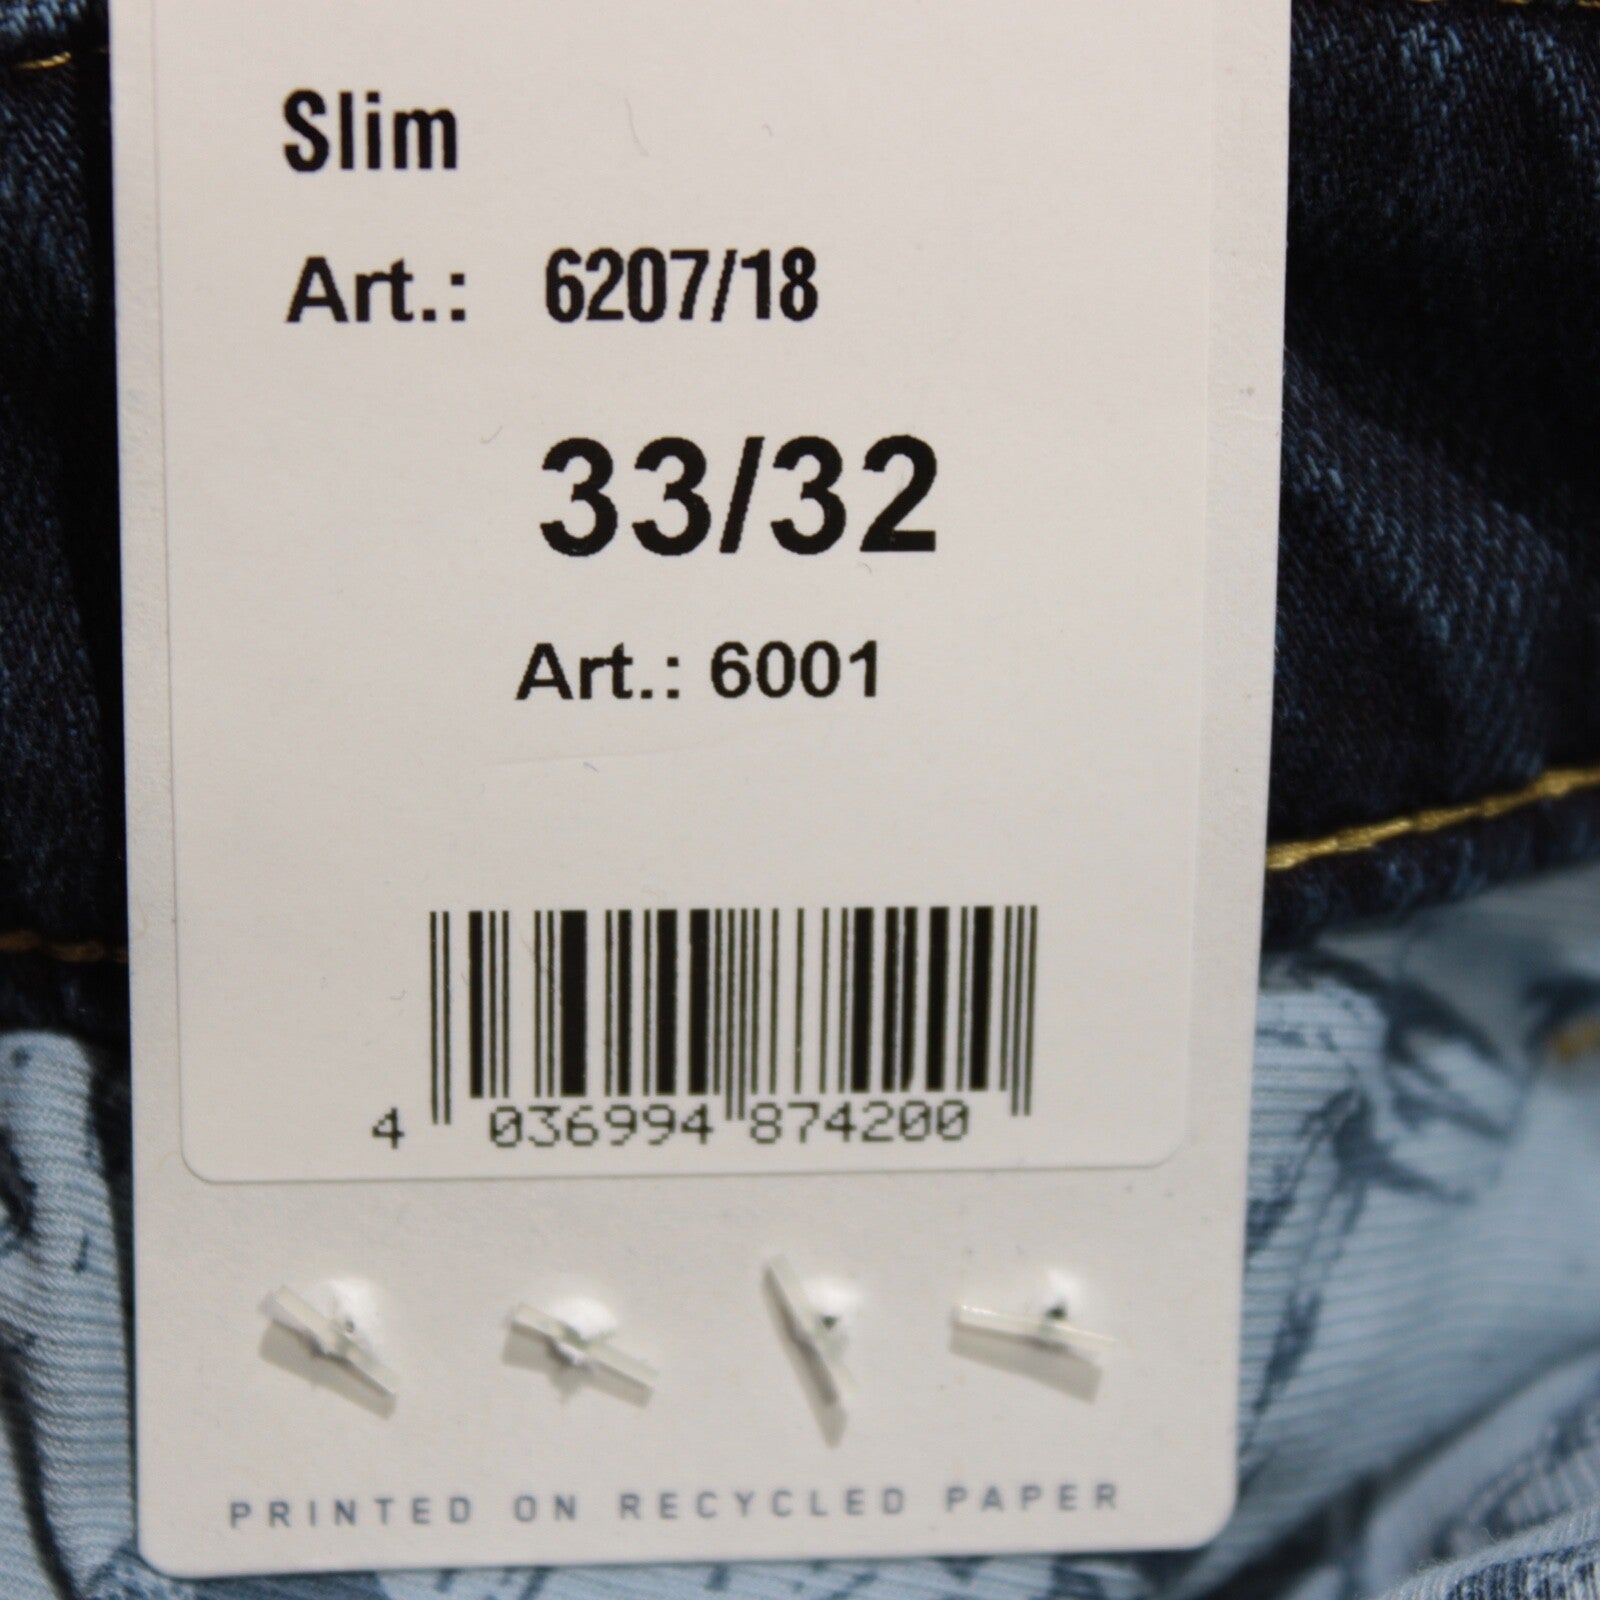 Slim
Art.: 6207/18
33/32
Art.: 6001
4 036994 874200
PRINTED ON RECYCLED PAPER